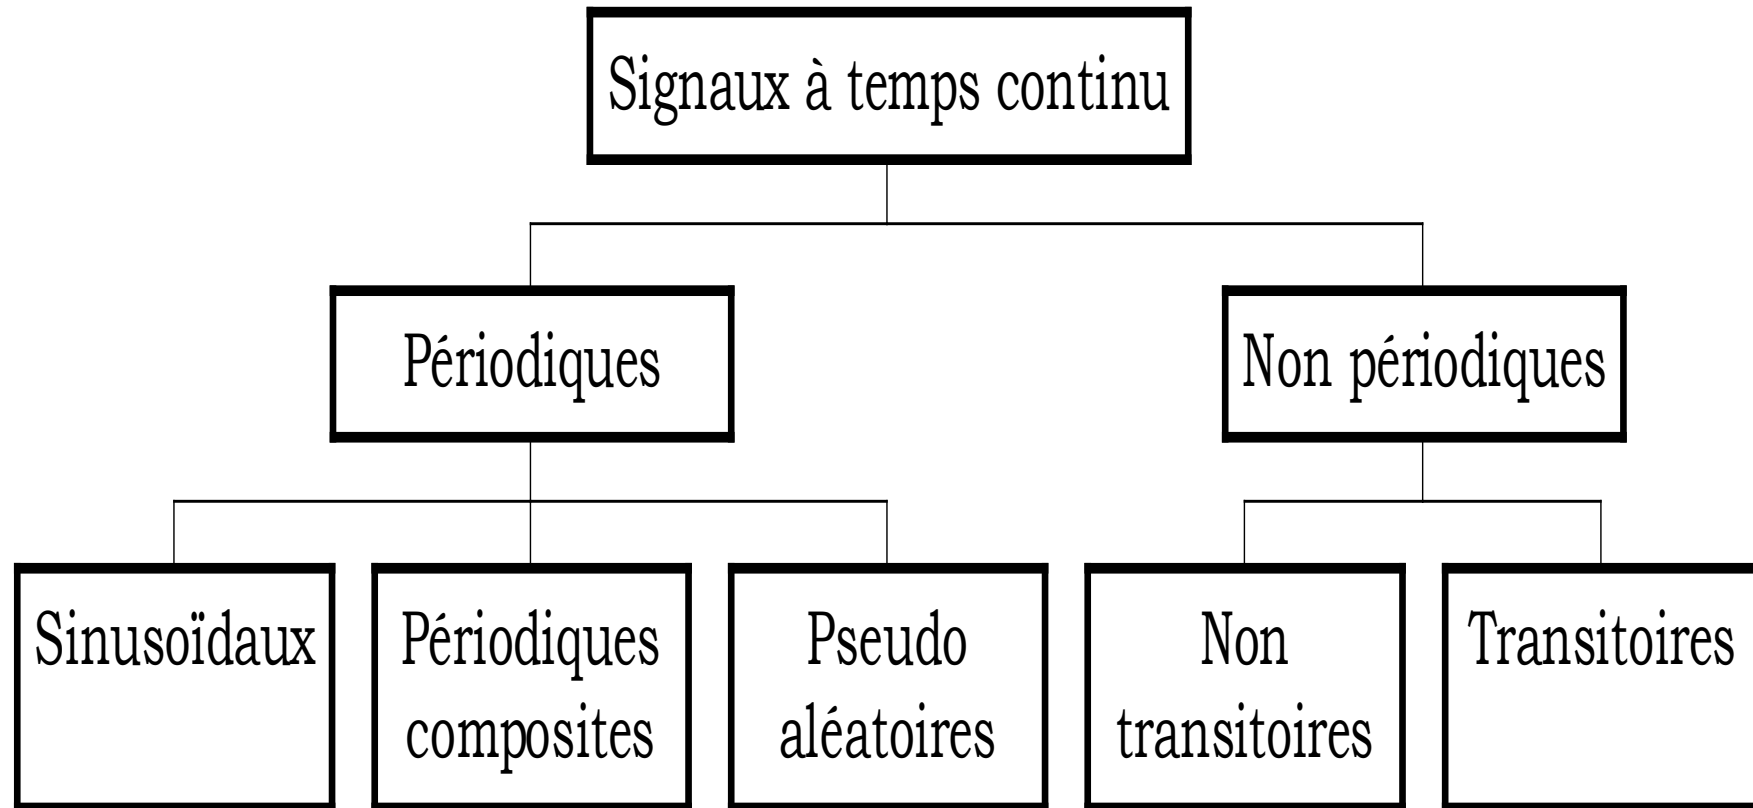 Signaux à temps continu
Périodiques
Non périodiques
Sinusoïdaux
Périodiques
composites
Pseudo
aléatoires
Non
transitoires
Transitoires